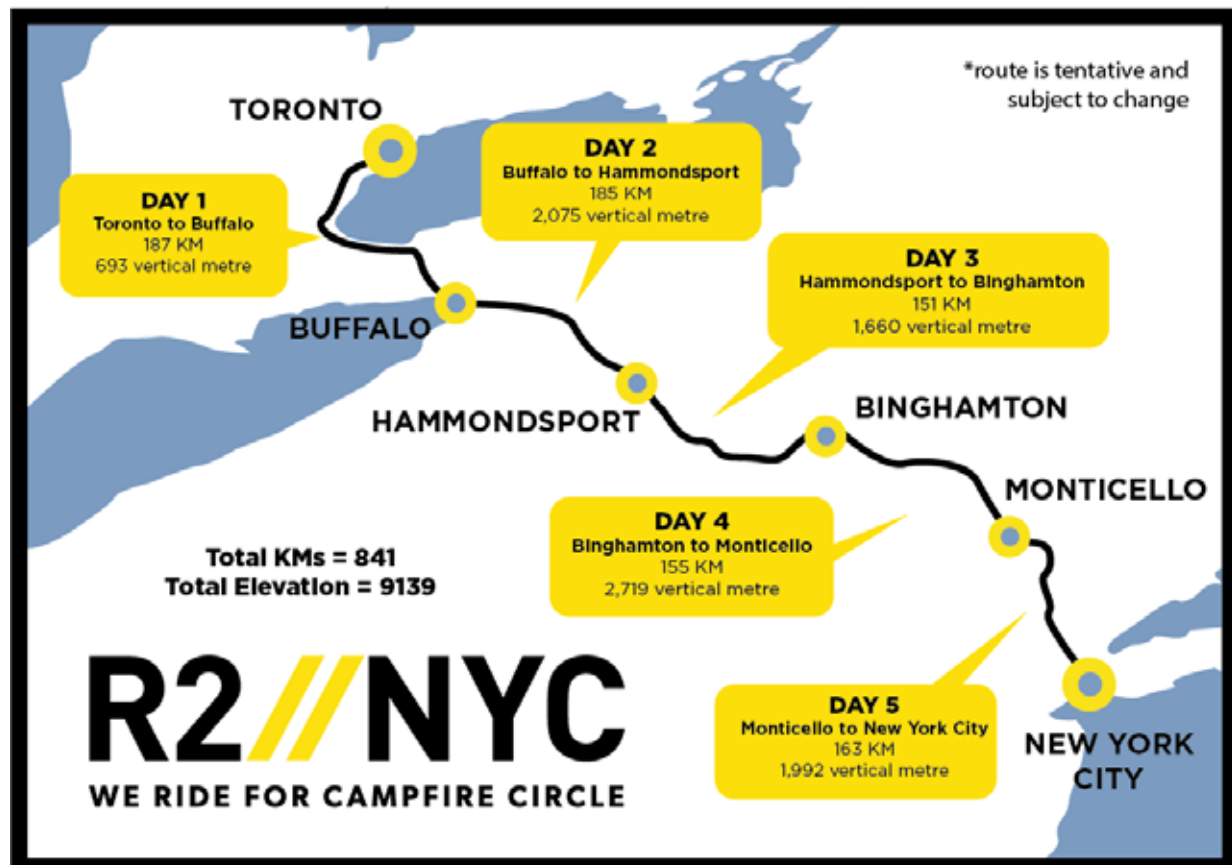 *route is tentative and
subject to change
TORONTO
DAY 1
Toronto to Buffalo
187 KM
693 vertical metre
DAY 2
Buffalo to Hammondsport
185 KM
2,075 vertical metre
BUFFALO
DAY 3
Hammondsport to Binghamton
151 KM
1,660 vertical metre
HAMMONDSPORT
BINGHAMTON
DAY 4
Binghamton to Monticello
155 KM
2,719 vertical metre
MONTICELLO
DAY 5
Monticello to New York City
163 KM
1,992 vertical metre
NEW YORK
CITY
Total KMs = 841
Total Elevation = 9139
R2//NYC
WE RIDE FOR CAMPFIRE CIRCLE